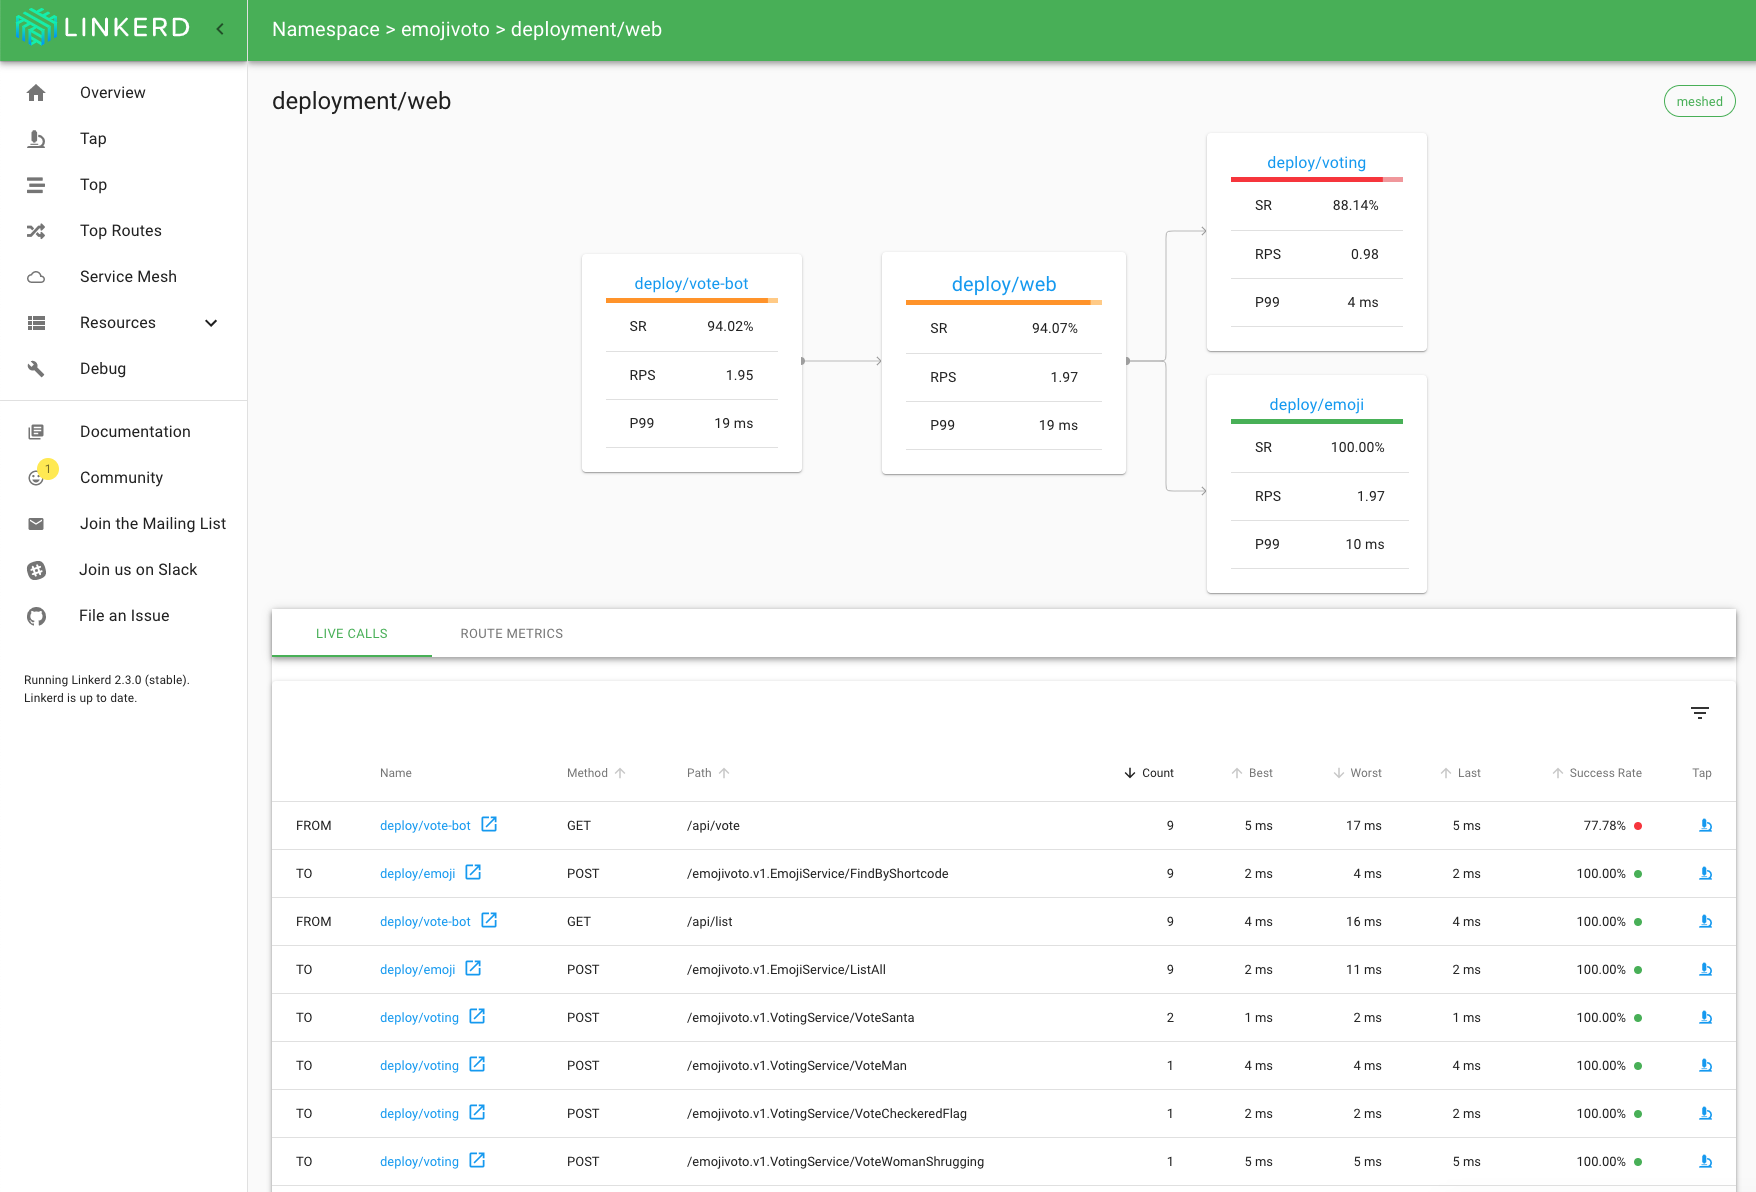 LINKERD
Namespace > emojivoto > deployment/web
Overview
Tap
Top
Top Routes
Service Mesh
Resources
Debug
Documentation
1
Community
Join the Mailing List
Join us on Slack
File an Issue
Running Linkerd 2.3.0 (stable).
Linkerd is up to date.
deployment/web
meshed
deploy/vote-bot
SR 94.02%
RPS 1.95
P99 19 ms
deploy/web
SR 94.07%
RPS 1.97
P99 19 ms
deploy/voting
SR 88.14%
RPS 0.98
P99 4 ms
deploy/emoji
SR 100.00%
RPS 1.97
P99 10 ms
LIVE CALLS ROUTE METRICS
Name Method Path Count Best Worst Last Success Rate Tap
FROM deploy/vote-bot GET /api/vote 9 5 ms 17 ms 5 ms 77.78%
TO deploy/emoji POST /emojivoto.v1.EmojiService/FindByShortcode 9 2 ms 4 ms 2 ms 100.00%
FROM deploy/vote-bot GET /api/list 9 4 ms 16 ms 4 ms 100.00%
TO deploy/emoji POST /emojivoto.v1.EmojiService/ListAll 9 2 ms 11 ms 2 ms 100.00%
TO deploy/voting POST /emojivoto.v1.VotingService/VoteSanta 2 1 ms 2 ms 1 ms 100.00%
TO deploy/voting POST /emojivoto.v1.VotingService/VoteMan 1 4 ms 4 ms 4 ms 100.00%
TO deploy/voting POST /emojivoto.v1.VotingService/VoteCheckeredFlag 1 2 ms 2 ms 2 ms 100.00%
TO deploy/voting POST /emojivoto.v1.VotingService/VoteWomanShrugging 1 5 ms 5 ms 5 ms 100.00%